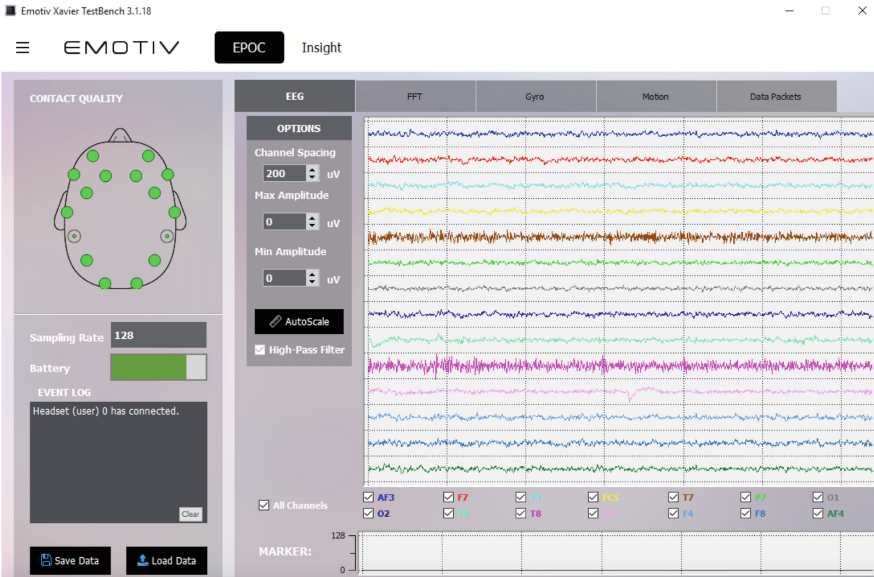 Emotiv Xavier TestBench 3.1.18
EMOTIV EPOC Insight
CONTACT QUALITY
EEG FFT Gyro Motion Data Packets
OPTIONS
Channel Spacing
200 uV
Max Amplitude
0 uV
Min Amplitude
0 uV
AutoScale
High-Pass Filter
Sampling Rate 128
Battery
EVENT LOG
Headset (user) 0 has connected.
Clear
Save Data Load Data
All Channels
AF3 F7 F3 FC5 T7 P7 O1
O2 T8 F4 F8 AF4
MARKER:
128
0